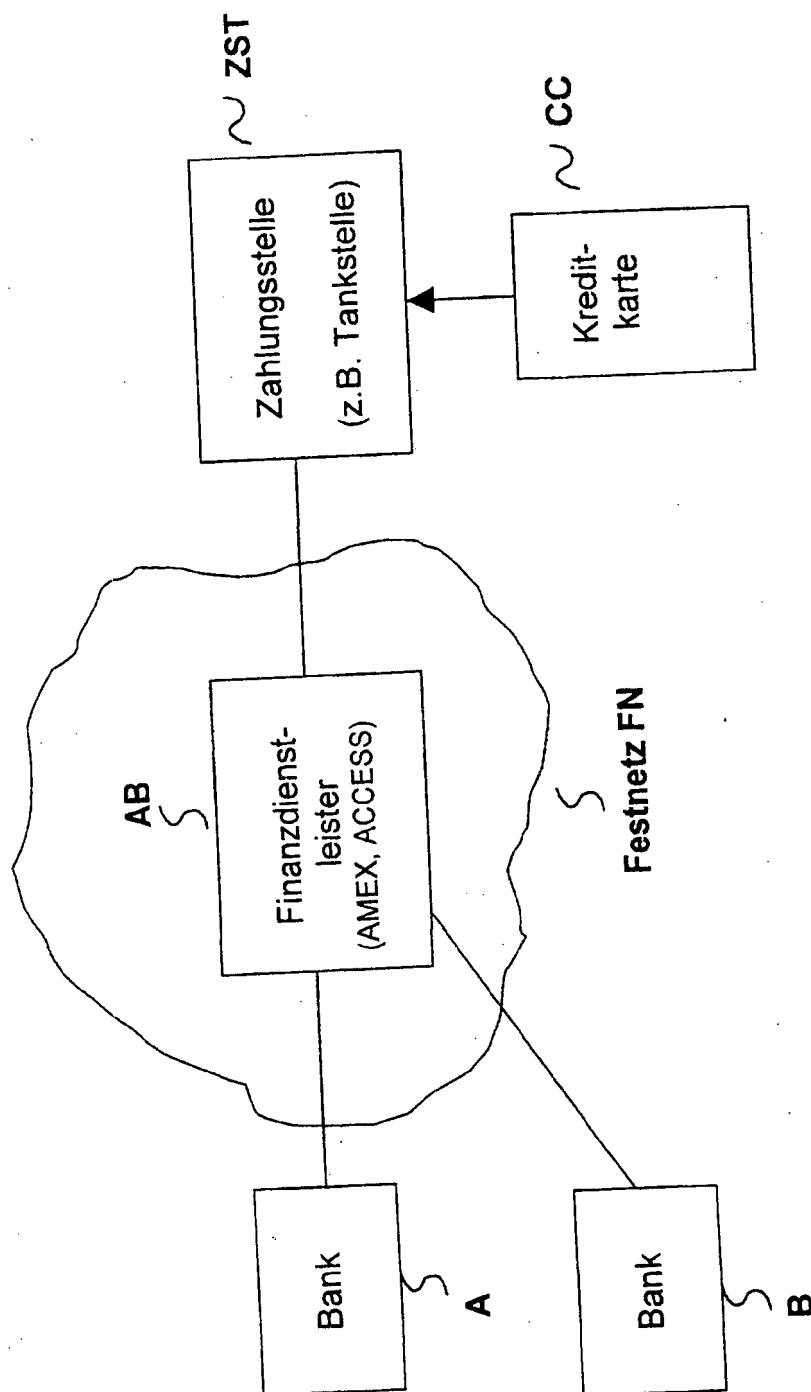 AB
Finanzdienst-
leister
(AMEX, ACCESS)
ZST
Zahlungsstelle
(z.B. Tankstelle)
CC
Kredit-
karte
Festnetz FN
Bank
A
Bank
B